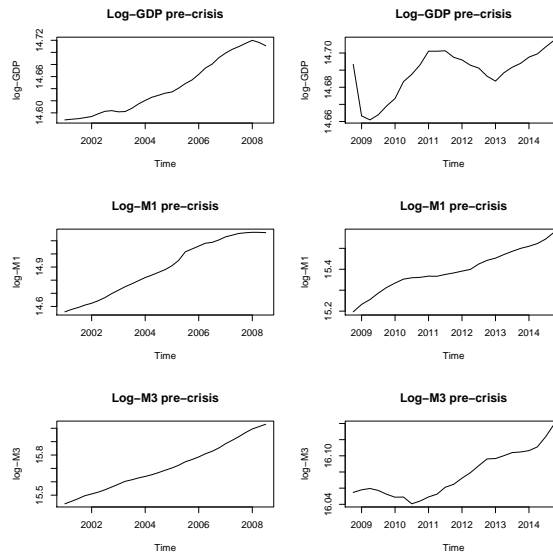 Log−GDP pre−crisis
log−GDP
14.60 14.66 14.72
2002 2004 2006 2008
Time
Log−GDP pre−crisis
log−GDP
14.66 14.68 14.70
2009 2010 2011 2012 2013 2014
Time
Log−M1 pre−crisis
log−M1
14.6 14.9
2002 2004 2006 2008
Time
Log−M1 pre−crisis
log−M1
15.2 15.4
2009 2010 2011 2012 2013 2014
Time
Log−M3 pre−crisis
log−M3
15.5 15.8
2002 2004 2006 2008
Time
Log−M3 pre−crisis
log−M3
16.04 16.10
2009 2010 2011 2012 2013 2014
Time